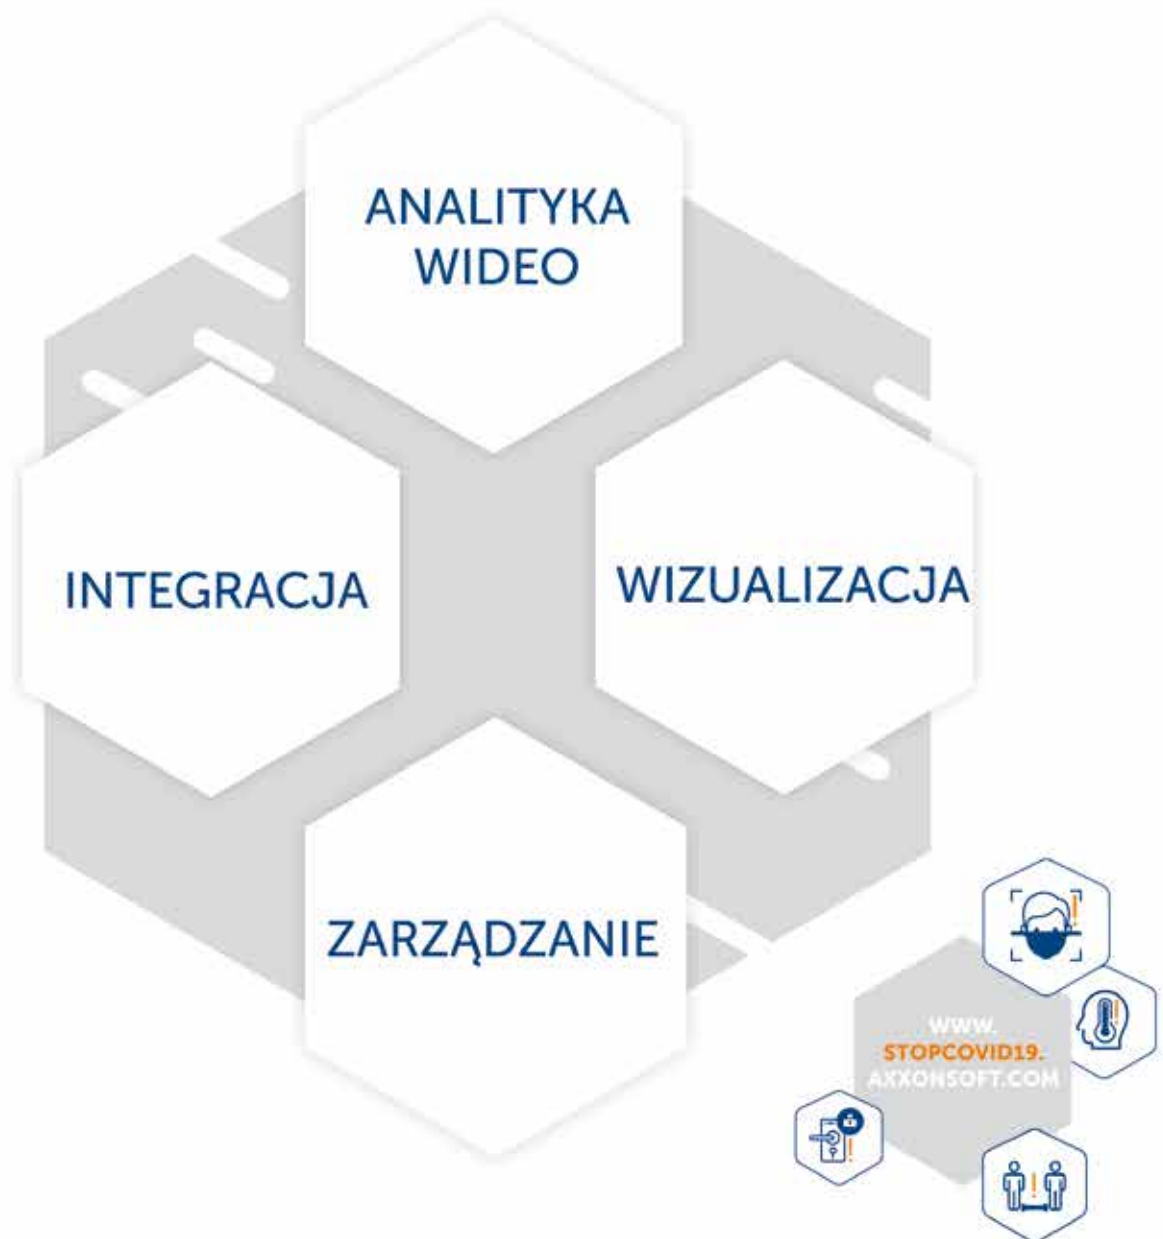 ANALITYKA
WIDEO
INTEGRACJA
WIZUALIZACJA
ZARZĄDZANIE
WWW.
STOPCOVID19.
AXXONSOFT.COM